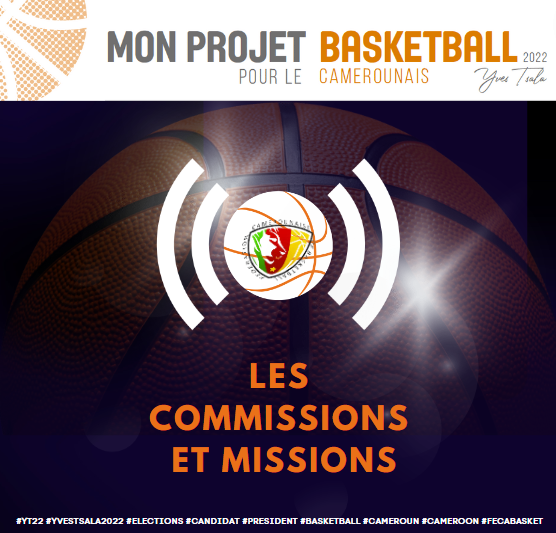 MON PROJET BASKETBALL 2022
POUR LE CAMEROUNAIS Yves Tsala
LES
COMMISSIONS
ET MISSIONS
#YT22 #YVESTSALA2022 #ELECTIONS #CANDIDAT #PRESIDENT #BASKETBALL #CAMEROUN #CAMEROON #FECABASKET